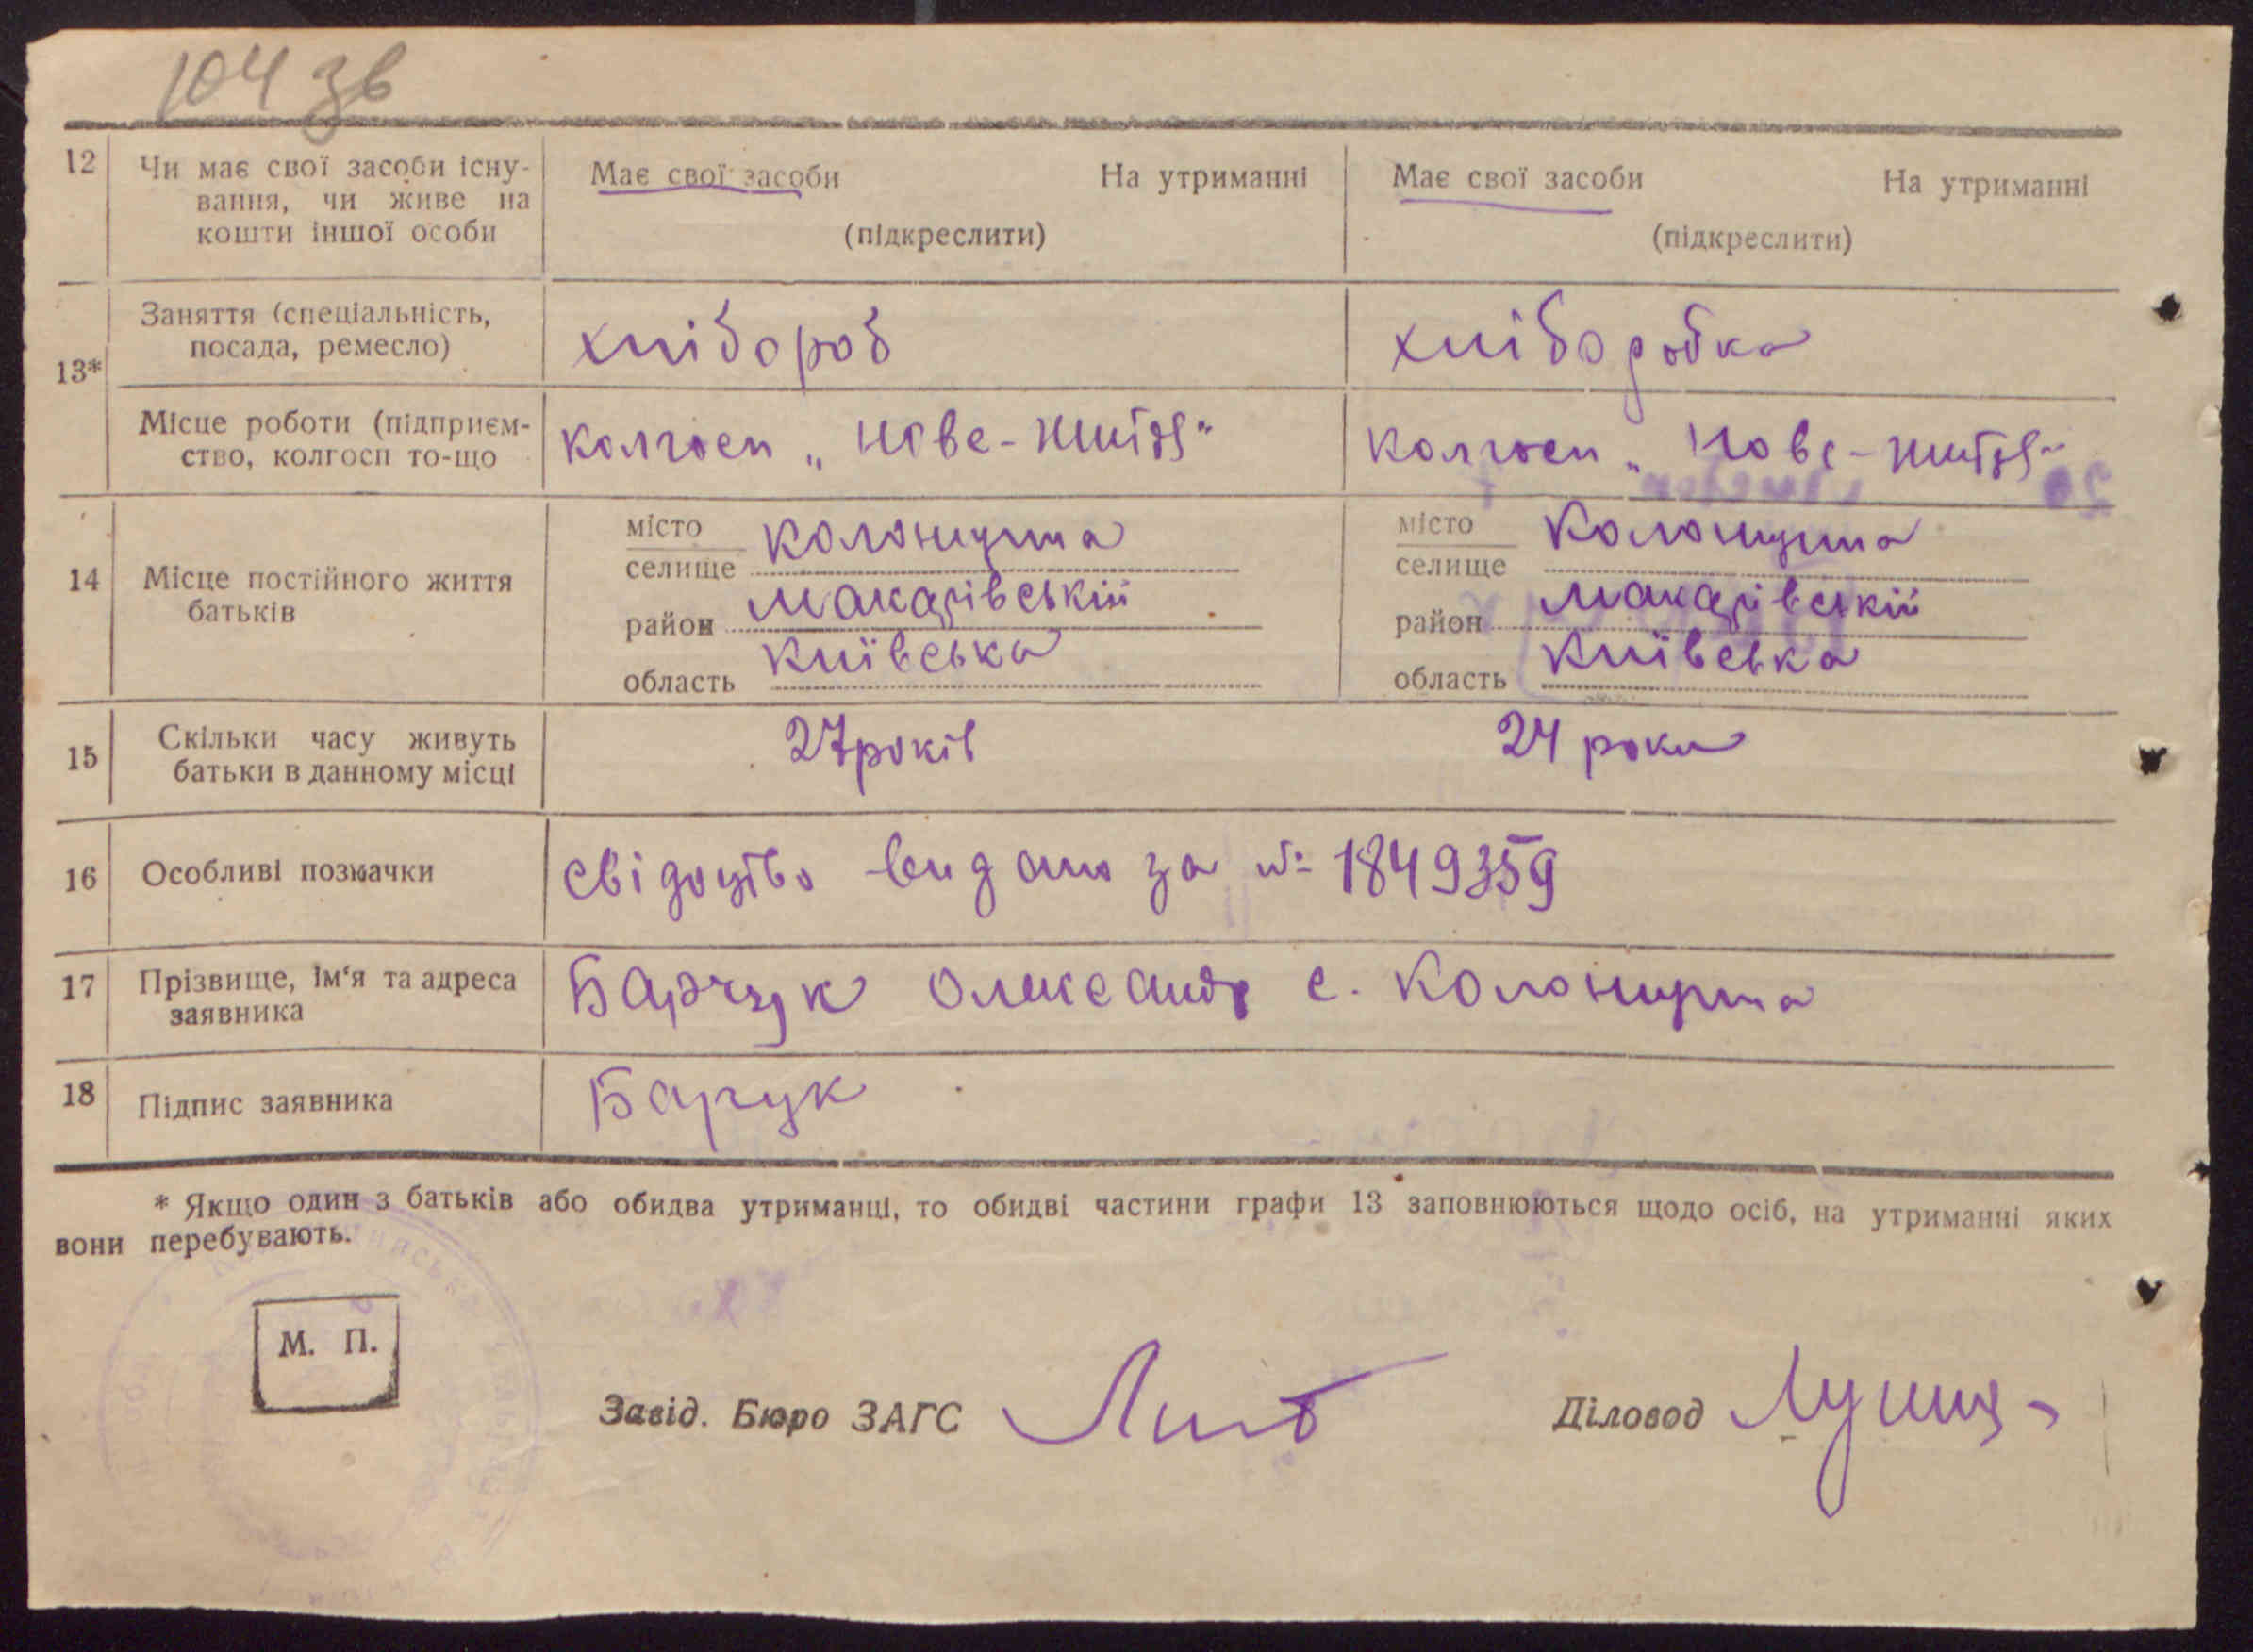 104 зв
12 Чи має свої засоби існу- Має свої засоби На утриманні Має свої засоби На утриманні
вання, чи живе на
кошти іншої особи (підкреслити) (підкреслити)
13* Заняття (спеціальність, хлібороб хліборобка
посада, ремесло)
Місце роботи (підприєм- колгосп „Нове-життя" колгосп „Нове-життя"
ство, колгосп то-що
14 Місце постійного життя місто Колонщина місто Колонщина
батьків селище селище
район Макарівській район Макарівській
область Київська область Київська
15 Скільки часу живуть 27 років 24 роки
батьки в данному місці
16 Особливі позначки свідоцтво видано за № 1849359
17 Прізвище, ім‘я та адреса Барчук Олександр с. Колонщина
заявника
18 Підпис заявника Барчук
* Якщо один з батьків або обидва утриманці, то обидві частини графи 13 заповнюються щодо осіб, на утриманні яких
вони перебувають.
М. П.
Завід. Бюро ЗАГС Діловод